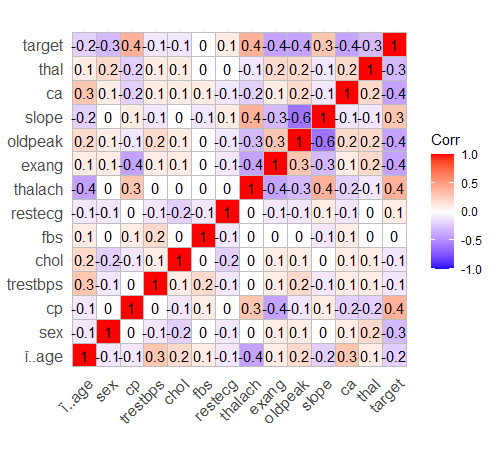 target -0.2 -0.3 0.4 -0.1 -0.1 0 0.1 0.4 -0.4 -0.4 0.3 -0.4 -0.3 1
thal 0.1 0.2 -0.2 0.1 0.1 0 0 -0.1 0.2 0.2 -0.1 0.2 1 -0.3
ca 0.3 0.1 -0.2 0.1 0.1 0.1 -0.1 -0.2 0.1 0.2 -0.1 1 0.2 -0.4
slope -0.2 0 0.1 -0.1 0 -0.1 0.1 0.4 -0.3 -0.6 1 -0.1 -0.1 0.3
oldpeak 0.2 0.1 -0.1 0.2 0.1 0 -0.1 -0.3 0.3 1 -0.6 0.2 0.2 -0.4
exang 0.1 0.1 -0.4 0.1 0.1 0 -0.1 -0.4 1 0.3 -0.3 0.1 0.2 -0.4
thalach -0.4 0 0.3 0 0 0 0 1 -0.4 -0.3 0.4 -0.2 -0.1 0.4
restecg -0.1 -0.1 0 -0.1 -0.2 -0.1 1 0 -0.1 -0.1 0.1 -0.1 0 0.1
fbs 0.1 0 0.1 0.2 0 1 -0.1 0 0 0 -0.1 0.1 0 0
chol 0.2 -0.2 -0.1 0.1 1 0 -0.2 0 0.1 0.1 0 0.1 0.1 -0.1
trestbps 0.3 -0.1 0 1 0.1 0.2 -0.1 0 0.1 0.2 -0.1 0.1 0.1 -0.1
cp -0.1 0 1 0 -0.1 0.1 0 0.3 -0.4 -0.1 0.1 -0.2 -0.2 0.4
sex -0.1 1 0 -0.1 -0.2 0 -0.1 0 0.1 0.1 0 0.1 0.2 -0.3
ï..age 1 -0.1 -0.1 0.3 0.2 0.1 -0.1 -0.4 0.1 0.2 -0.2 0.3 0.1 -0.2
ï..age sex cp trestbps chol fbs restecg thalach exang oldpeak slope ca thal target
Corr
1.0
0.5
0.0
-0.5
-1.0